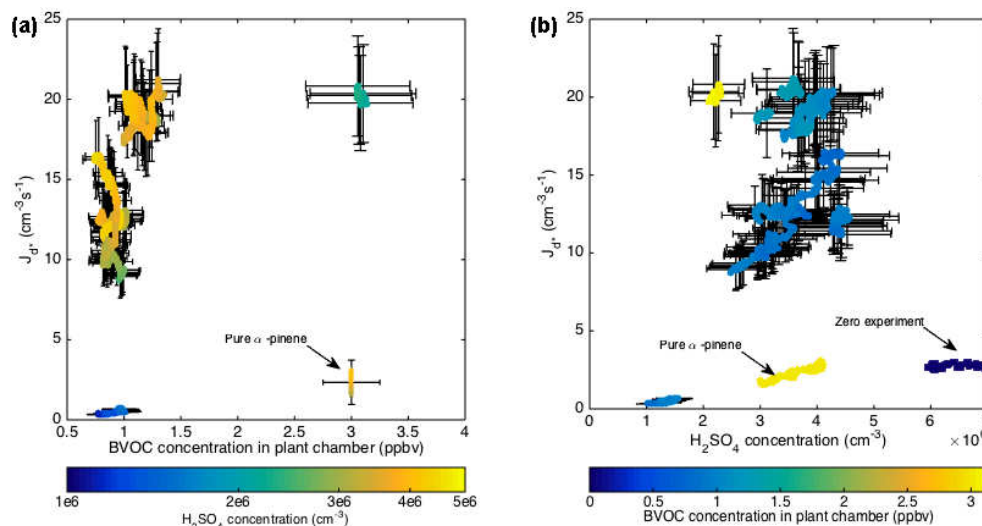 (a)
25
20
15
10
5
0
J_d* (cm⁻³s⁻¹)
Pure α -pinene
0.5 1 1.5 2 2.5 3 3.5 4
BVOC concentration in plant chamber (ppbv)
1e6 2e6 3e6 4e6 5e6
H₂SO₄ concentration (cm⁻³)
(b)
25
20
15
10
5
0
J_d* (cm⁻³s⁻¹)
Zero experiment
Pure α -pinene
1 2 3 4 5 6 7
H₂SO₄ concentration (cm⁻³)
0 0.5 1 1.5 2 2.5 3
BVOC concentration in plant chamber (ppbv)